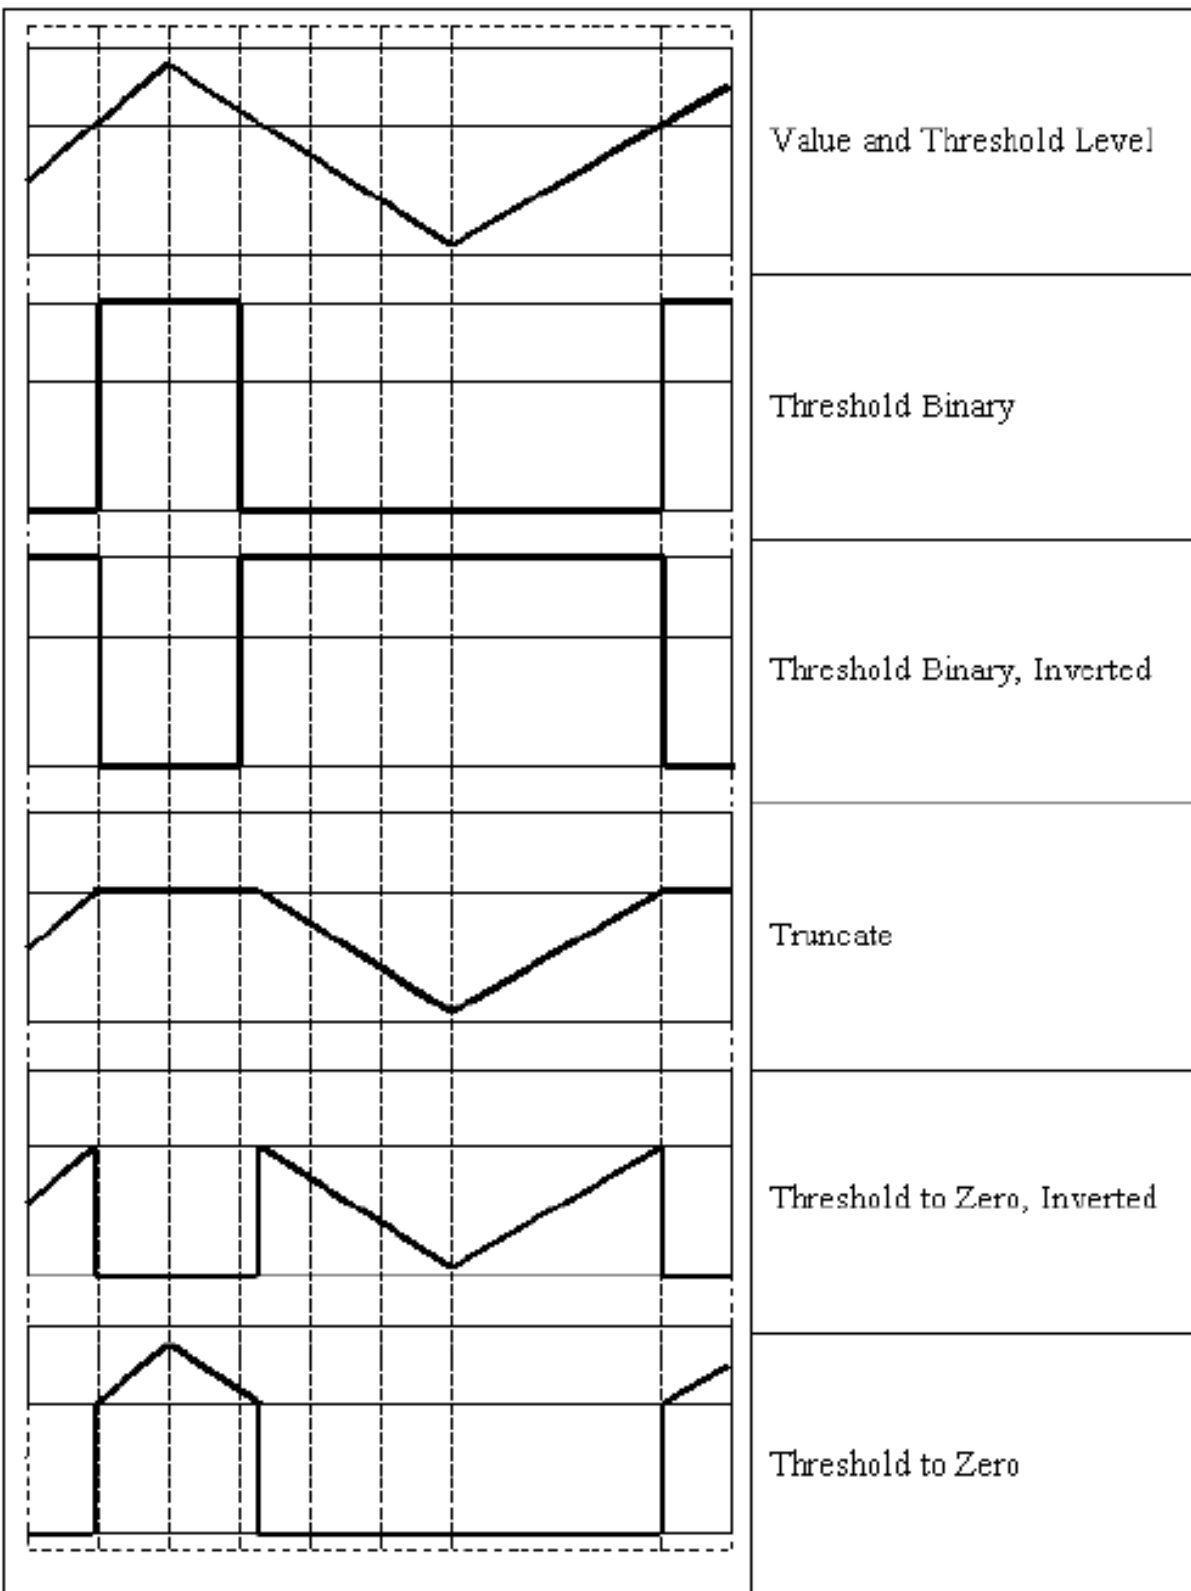 Value and Threshold Level
Threshold Binary
Threshold Binary, Inverted
Truncate
Threshold to Zero, Inverted
Threshold to Zero